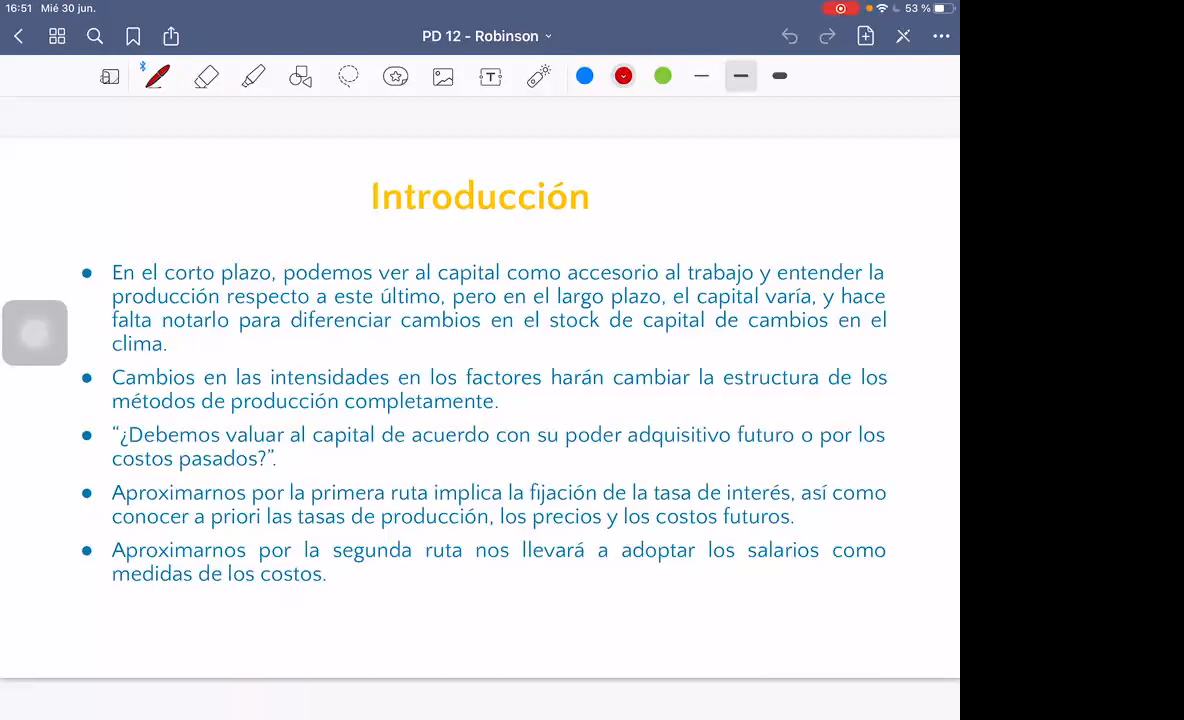 16:51 Mié 30 jun.
53 %
PD 12 - Robinson
T
Introducción
● En el corto plazo, podemos ver al capital como accesorio al trabajo y entender la
producción respecto a este último, pero en el largo plazo, el capital varía, y hace
falta notarlo para diferenciar cambios en el stock de capital de cambios en el
clima.
● Cambios en las intensidades en los factores harán cambiar la estructura de los
métodos de producción completamente.
● “¿Debemos valuar al capital de acuerdo con su poder adquisitivo futuro o por los
costos pasados?”.
● Aproximarnos por la primera ruta implica la fijación de la tasa de interés, así como
conocer a priori las tasas de producción, los precios y los costos futuros.
● Aproximarnos por la segunda ruta nos llevará a adoptar los salarios como
medidas de los costos.